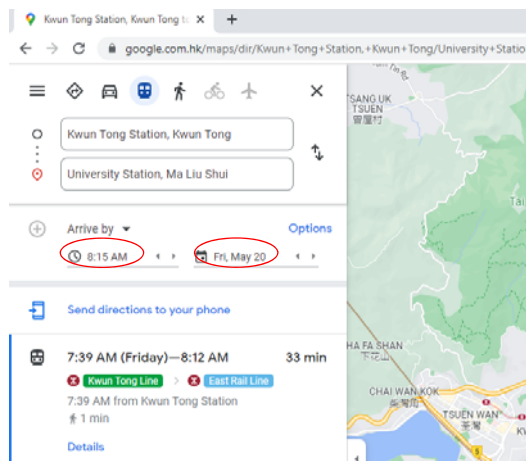 Kwun Tong Station, Kwun Tong to
google.com.hk/maps/dir/Kwun+Tong+Station,+Kwun+Tong/University+Statio
Kwun Tong Station, Kwun Tong
University Station, Ma Liu Shui
Arrive by
Options
8:15 AM
Fri, May 20
Send directions to your phone
7:39 AM (Friday)—8:12 AM
33 min
Kwun Tong Line
East Rail Line
7:39 AM from Kwun Tong Station
1 min
Details
TSANG UK
TSUEN
曾屋村
Tai
HA FA SHAN
下花山
CHAI WAN KOK
柴灣角
TSUEN WAN
荃灣
5